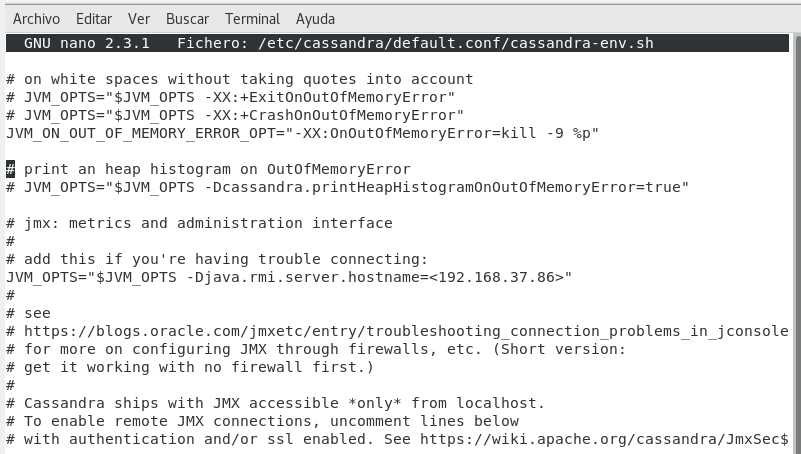 Archivo Editar Ver Buscar Terminal Ayuda
GNU nano 2.3.1 Fichero: /etc/cassandra/default.conf/cassandra-env.sh
# on white spaces without taking quotes into account
# JVM_OPTS="$JVM_OPTS -XX:+ExitOnOutOfMemoryError"
# JVM_OPTS="$JVM_OPTS -XX:+CrashOnOutOfMemoryError"
JVM_ON_OUT_OF_MEMORY_ERROR_OPT="-XX:OnOutOfMemoryError=kill -9 %p"
# print an heap histogram on OutOfMemoryError
# JVM_OPTS="$JVM_OPTS -Dcassandra.printHeapHistogramOnOutOfMemoryError=true"
# jmx: metrics and administration interface
#
# add this if you're having trouble connecting:
JVM_OPTS="$JVM_OPTS -Djava.rmi.server.hostname=<192.168.37.86>"
#
# see
# https://blogs.oracle.com/jmxetc/entry/troubleshooting_connection_problems_in_jconsole
# for more on configuring JMX through firewalls, etc. (Short version:
# get it working with no firewall first.)
#
# Cassandra ships with JMX accessible *only* from localhost.
# To enable remote JMX connections, uncomment lines below
# with authentication and/or ssl enabled. See https://wiki.apache.org/cassandra/JmxSec$